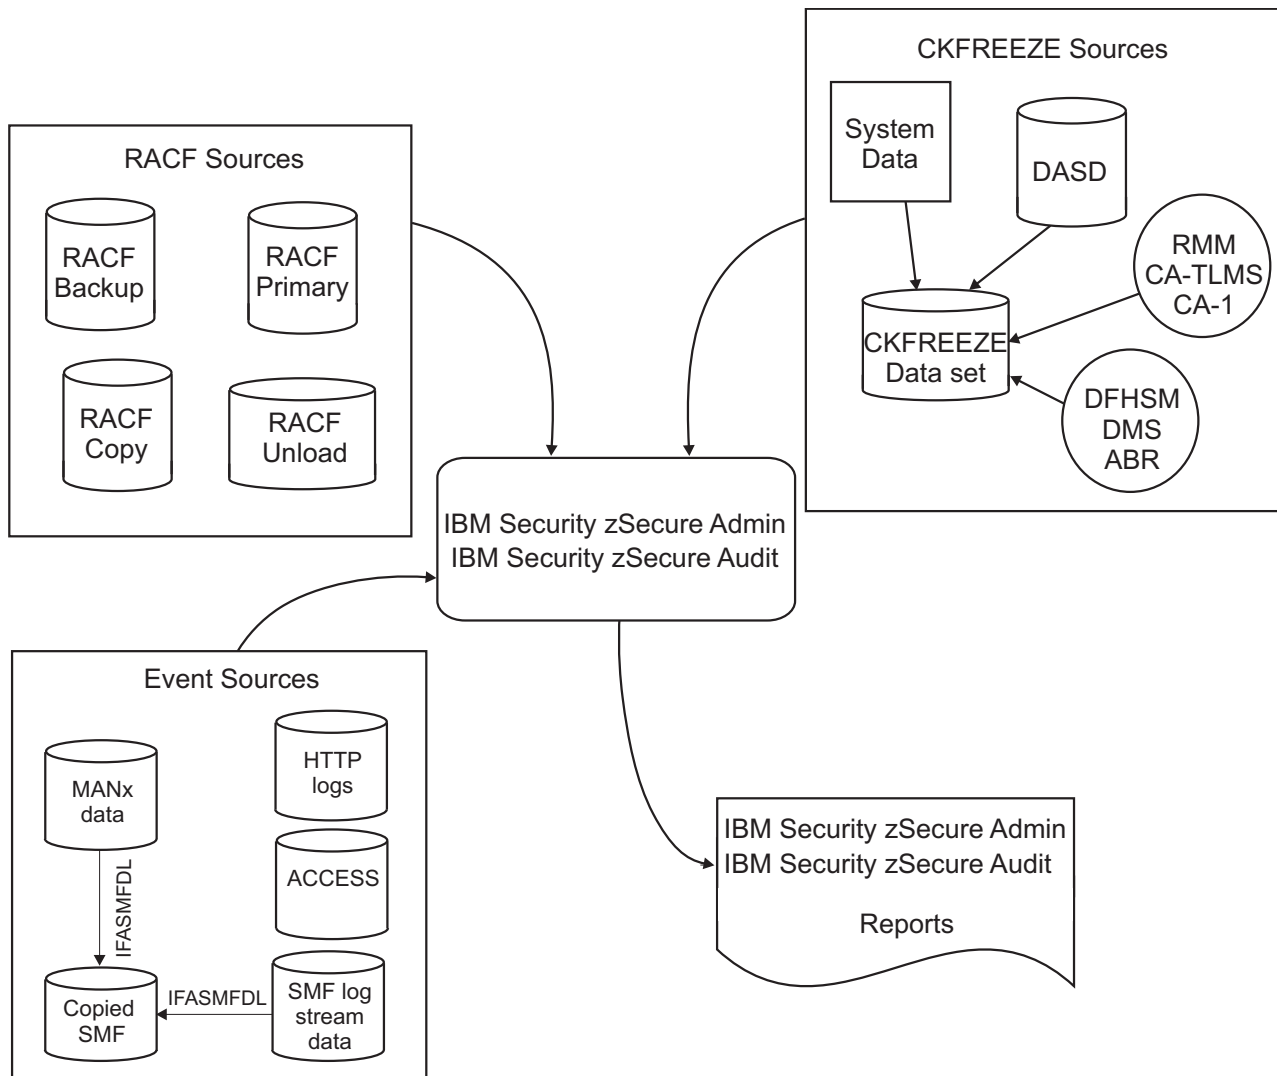 CKFREEZE Sources
System
Data
DASD
RMM
CA-TLMS
CA-1
CKFREEZE
Data set
DFHSM
DMS
ABR
RACF Sources
RACF
Backup
RACF
Primary
RACF
Copy
RACF
Unload
IBM Security zSecure Admin
IBM Security zSecure Audit
Event Sources
MANx
data
HTTP
logs
IFASMFDL
ACCESS
Copied
SMF
IFASMFDL
SMF log
stream
data
IBM Security zSecure Admin
IBM Security zSecure Audit
Reports